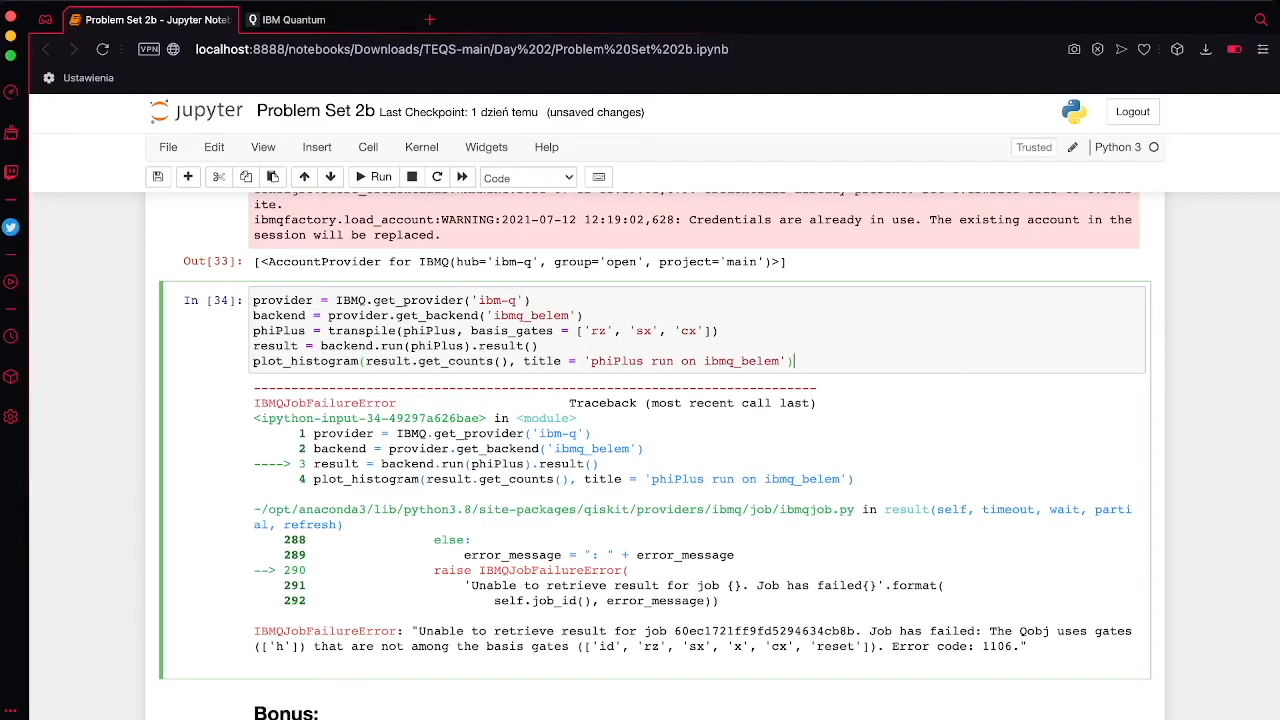 Problem Set 2b - Jupyter Noteb
IBM Quantum
VPN
localhost:8888/notebooks/Downloads/TEQS-main/Day%202/Problem%20Set%202b.ipynb
Ustawienia
jupyter Problem Set 2b Last Checkpoint: 1 dzień temu (unsaved changes)
Logout
File Edit View Insert Cell Kernel Widgets Help
Trusted
Python 3
Run
Code
ite.
ibmqfactory.load_account:WARNING:2021-07-12 12:19:02,628: Credentials are already in use. The existing account in the
session will be replaced.
Out[33]: [<AccountProvider for IBMQ(hub='ibm-q', group='open', project='main')>]
In [34]: provider = IBMQ.get_provider('ibm-q')
backend = provider.get_backend('ibmq_belem')
phiPlus = transpile(phiPlus, basis_gates = ['rz', 'sx', 'cx'])
result = backend.run(phiPlus).result()
plot_histogram(result.get_counts(), title = 'phiPlus run on ibmq_belem')
---------------------------------------------------------------------------
IBMQJobFailureError Traceback (most recent call last)
<ipython-input-34-49297a626bae> in <module>
1 provider = IBMQ.get_provider('ibm-q')
2 backend = provider.get_backend('ibmq_belem')
----> 3 result = backend.run(phiPlus).result()
4 plot_histogram(result.get_counts(), title = 'phiPlus run on ibmq_belem')
~/opt/anaconda3/lib/python3.8/site-packages/qiskit/providers/ibmq/job/ibmqjob.py in result(self, timeout, wait, parti
al, refresh)
288 else:
289 error_message = ": " + error_message
--> 290 raise IBMQJobFailureError(
291 'Unable to retrieve result for job {}. Job has failed{}'.format(
292 self.job_id(), error_message))
IBMQJobFailureError: "Unable to retrieve result for job 60ec1721ff9fd5294634cb8b. Job has failed: The Qobj uses gates
(['h']) that are not among the basis gates (['id', 'rz', 'sx', 'x', 'cx', 'reset']). Error code: 1106."
Bonus: